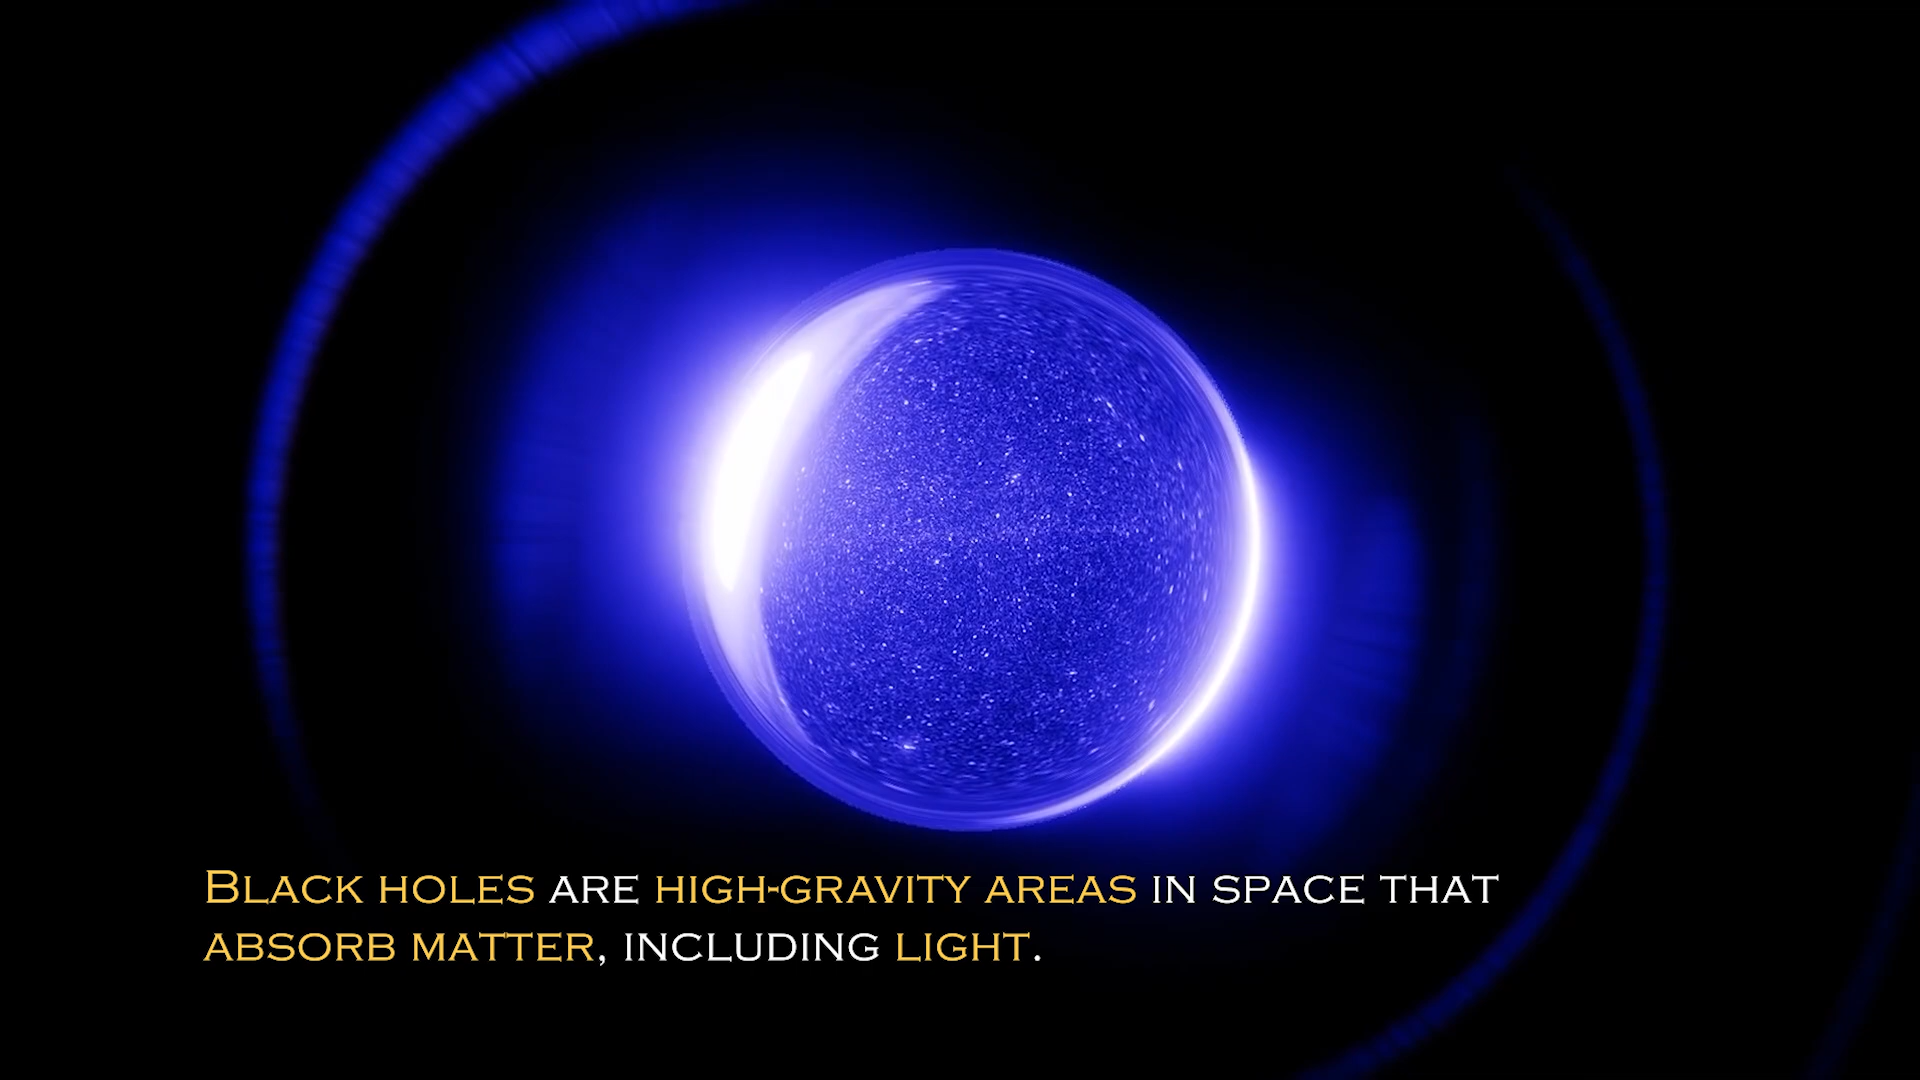 Black holes are high-gravity areas in space that
absorb matter, including light.